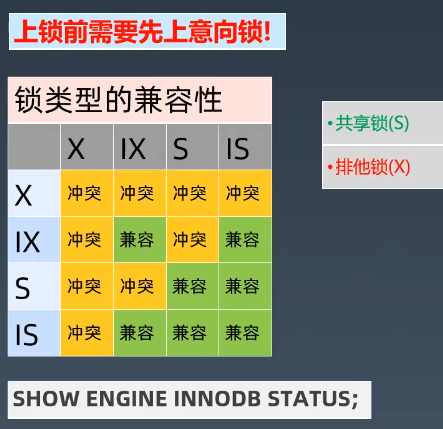 上锁前需要先上意向锁!
锁类型的兼容性
X IX S IS
X 冲突 冲突 冲突 冲突
IX 冲突 兼容 冲突 兼容
S 冲突 冲突 兼容 兼容
IS 冲突 兼容 兼容 兼容
•共享锁(S)
•排他锁(X)
SHOW ENGINE INNODB STATUS;